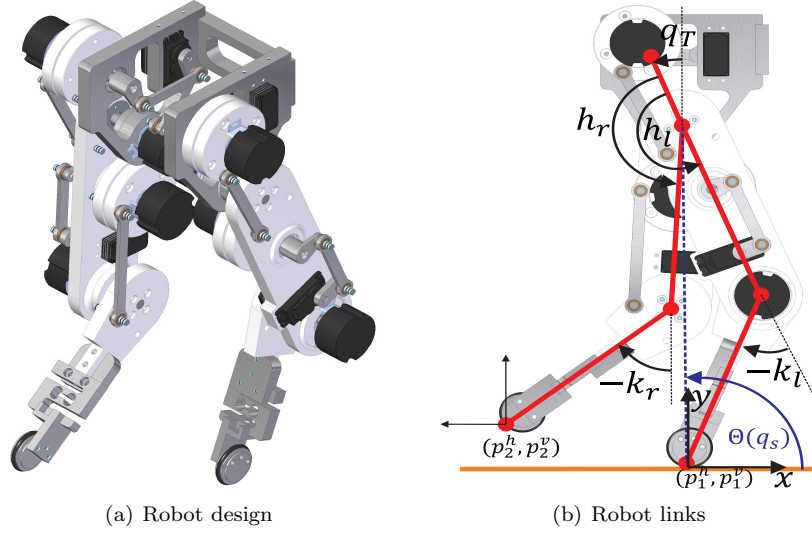 q_T
h_r
h_l
−k_r
−k_l
y
Θ(q_s)
(p_2^h, p_2^v)
(p_1^h, p_1^v)
x
(a) Robot design
(b) Robot links